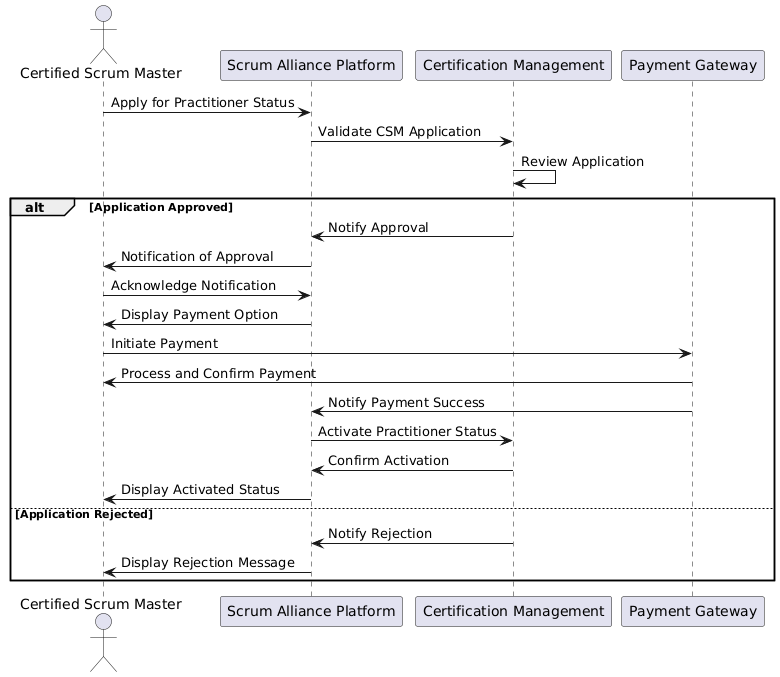 Certified Scrum Master
Scrum Alliance Platform
Certification Management
Payment Gateway
Apply for Practitioner Status
Validate CSM Application
Review Application
alt
[Application Approved]
Notify Approval
Notification of Approval
Acknowledge Notification
Display Payment Option
Initiate Payment
Process and Confirm Payment
Notify Payment Success
Activate Practitioner Status
Confirm Activation
Display Activated Status
[Application Rejected]
Notify Rejection
Display Rejection Message
Certified Scrum Master
Scrum Alliance Platform
Certification Management
Payment Gateway